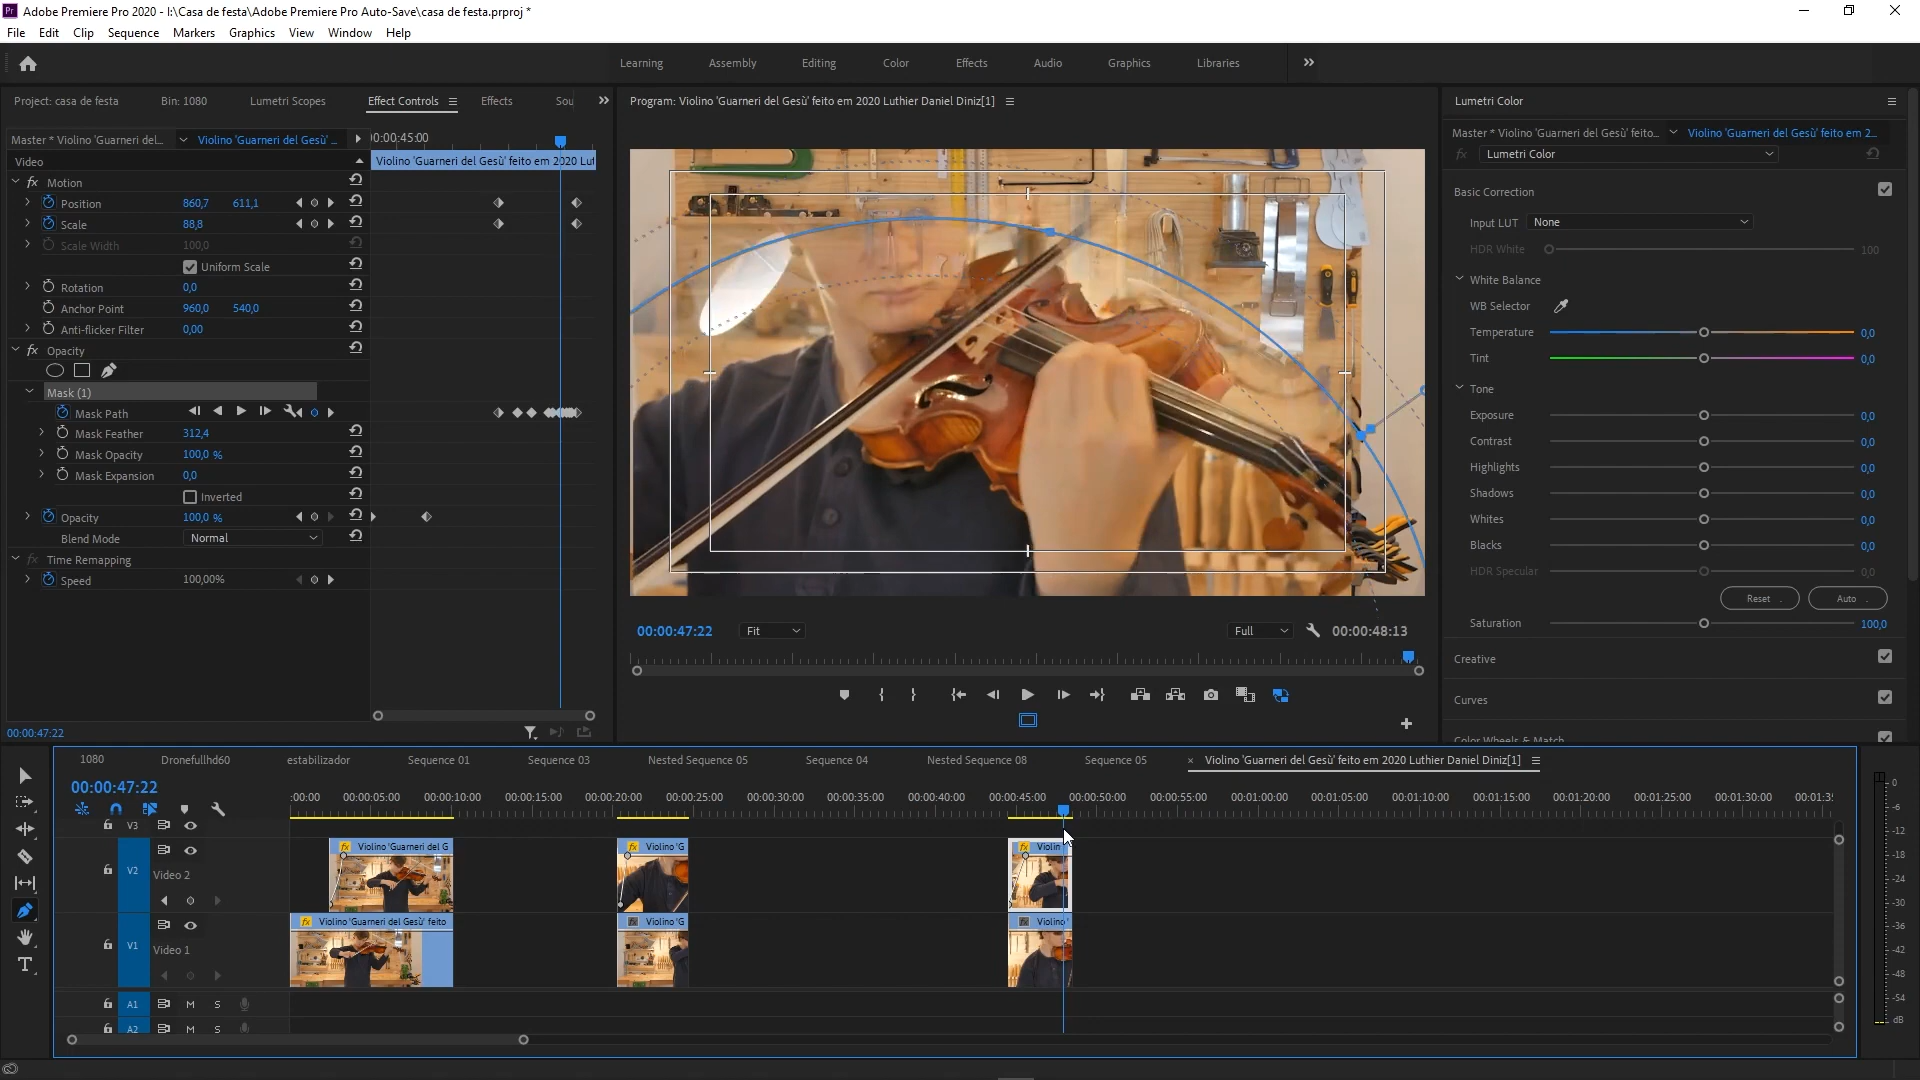 Adobe Premiere Pro 2020 - I:\Casa de festa\Adobe Premiere Pro Auto-Save\casa de festa.prproj *
File Edit Clip Sequence Markers Graphics View Window Help
Learning Assembly Editing Color Effects Audio Graphics Libraries
Project: casa de festa Bin: 1080 Lumetri Scopes Effect Controls Effects Sou
Program: Violino 'Guarneri del Gesù' feito em 2020 Luthier Daniel Diniz[1]
Lumetri Color
Master * Violino 'Guarneri del... Violino 'Guarneri del Gesù' ... 00:00:45:00
Video Violino 'Guarneri del Gesù' feito em 2020 Lut
Motion
Position 860,7 611,1
Scale 88,8
Scale Width 100,0
Uniform Scale
Rotation 0,0
Anchor Point 960,0 540,0
Anti-flicker Filter 0,00
Opacity
Mask (1)
Mask Path
Mask Feather 312,4
Mask Opacity 100,0 %
Mask Expansion 0,0
Inverted
Opacity 100,0 %
Blend Mode Normal
Time Remapping
Speed 100,00%
00:00:47:22
00:00:47:22 Fit Full 00:00:48:13
Master * Violino 'Guarneri del Gesù' feito... Violino 'Guarneri del Gesù' feito em 2...
fx Lumetri Color
Basic Correction
Input LUT None
HDR White 100
White Balance
WB Selector
Temperature 0,0
Tint 0,0
Tone
Exposure 0,0
Contrast 0,0
Highlights 0,0
Shadows 0,0
Whites 0,0
Blacks 0,0
HDR Specular 0,0
Reset Auto
Saturation 100,0
Creative
Curves
Color Wheels & Match
1080 Dronefullhd60 estabilizador Sequence 01 Sequence 03 Nested Sequence 05 Sequence 04 Nested Sequence 08 Sequence 05 × Violino 'Guarneri del Gesù' feito em 2020 Luthier Daniel Diniz[1]
00:00:47:22
:00:00 00:00:05:00 00:00:10:00 00:00:15:00 00:00:20:00 00:00:25:00 00:00:30:00 00:00:35:00 00:00:40:00 00:00:45:00 00:00:50:00 00:00:55:00 00:01:00:00 00:01:05:00 00:01:10:00 00:01:15:00 00:01:20:00 00:01:25:00 00:01:30:00 00:01:35
V3
V2 Video 2 fx Violino 'Guarneri del G fx Violino 'G fx Violin
V1 Video 1 fx Violino 'Guarneri del Gesù' feito fx Violino 'G fx Violino '
A1 M S
A2 M S
0
-6
-12
-18
-24
-30
-36
-42
-48
-54
dB